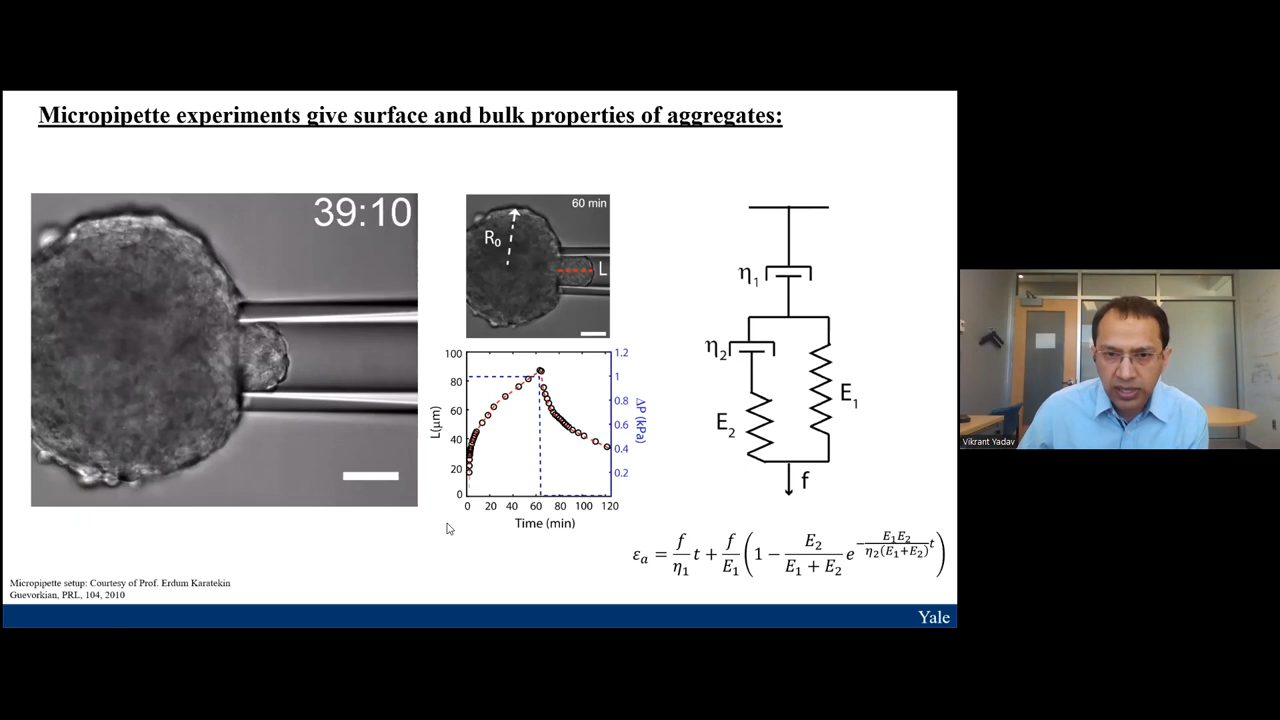 Micropipette experiments give surface and bulk properties of aggregates:
39:10
60 min
R₀
L
100
80
60
40
20
0
L(μm)
0 20 40 60 80 100 120
Time (min)
1.2
1
0.8
0.6
0.4
0.2
ΔP (kPa)
η₁
η₂
E₂
E₁
f
εₐ = f/η₁ t + f/E₁ (1 − E₂/(E₁ + E₂) e^(−E₁E₂/(η₂(E₁+E₂)) t))
Micropipette setup: Courtesy of Prof. Erdum Karatekin
Guevorkian, PRL, 104, 2010
Yale
Vikrant Yadav